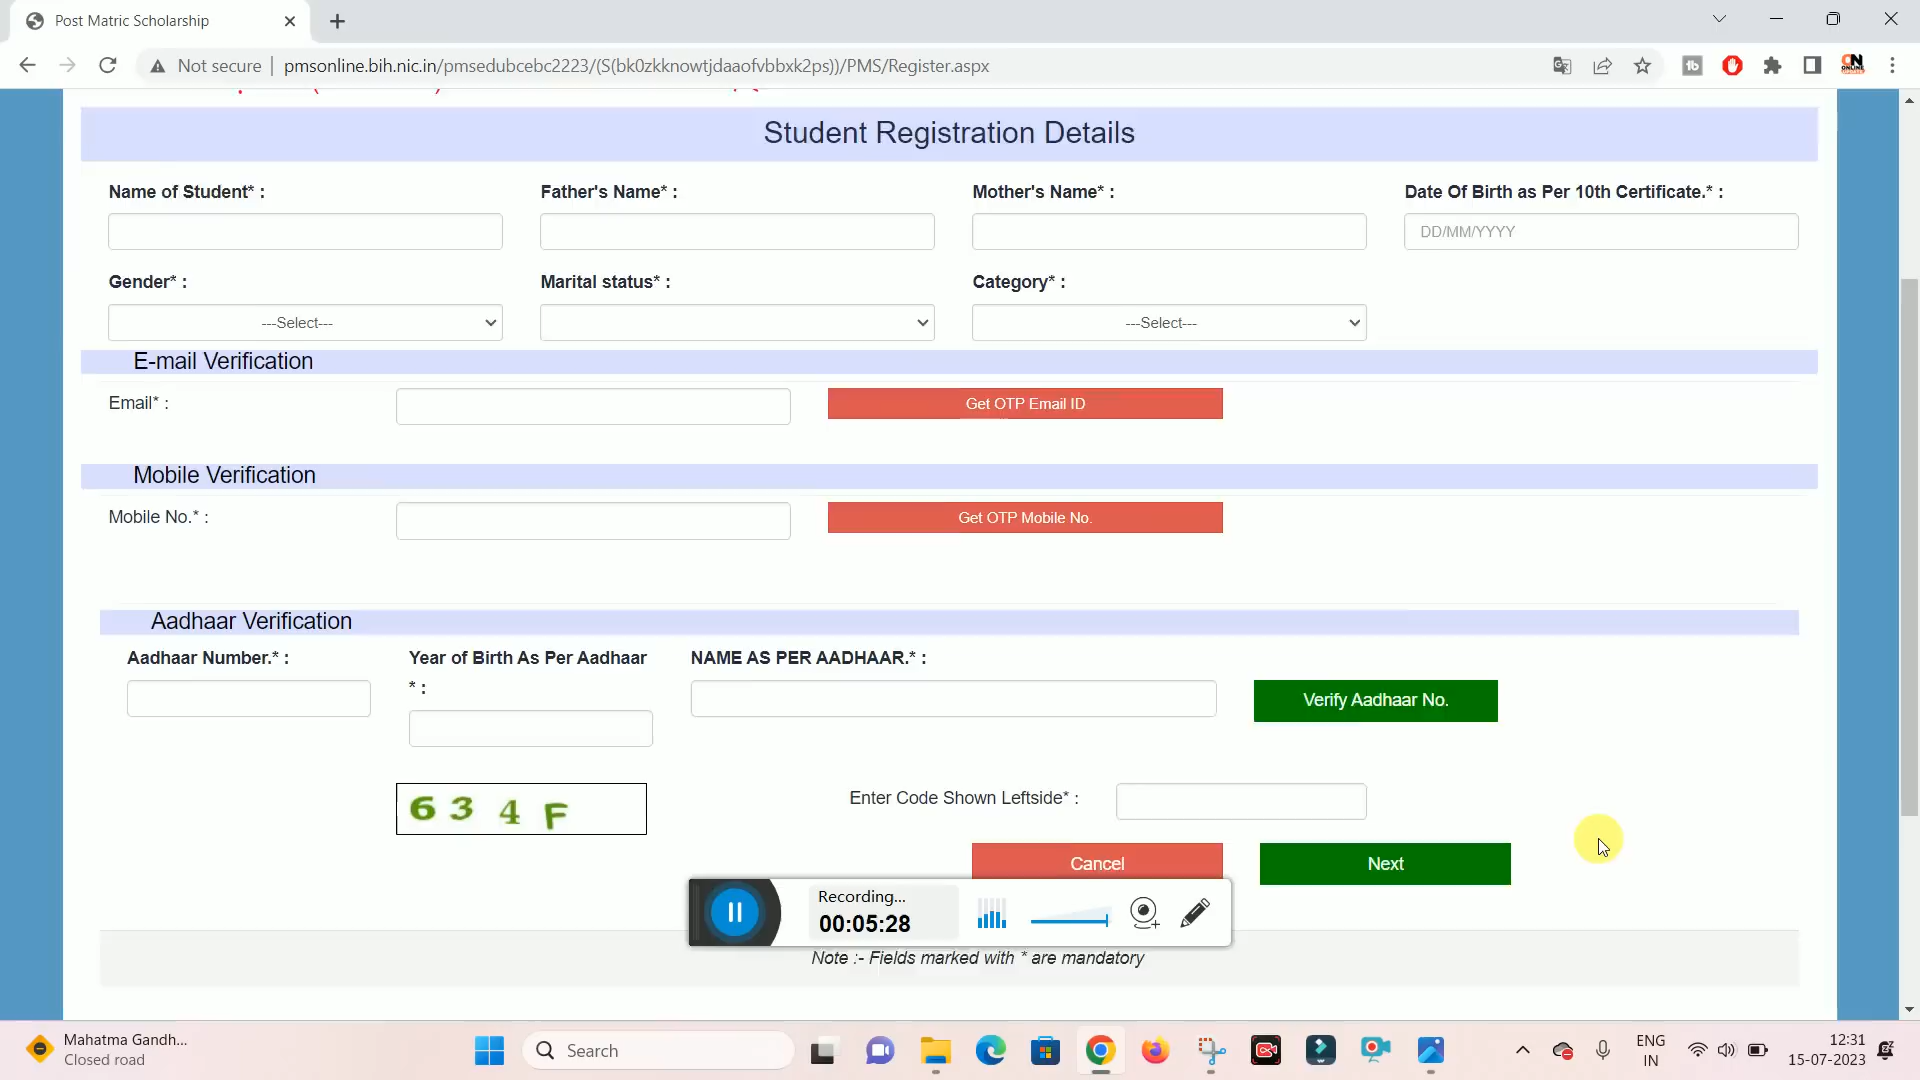 Post Matric Scholarship
Not secure
pmsonline.bih.nic.in/pmsedubcebc2223/(S(bk0zkknowtjdaaofvbbxk2ps))/PMS/Register.aspx
Student Registration Details
Name of Student* :
Father's Name* :
Mother's Name* :
Date Of Birth as Per 10th Certificate.* :
DD/MM/YYYY
Gender* :
Marital status* :
Category* :
---Select---
---Select---
E-mail Verification
Email* :
Get OTP Email ID
Mobile Verification
Mobile No.* :
Get OTP Mobile No.
Aadhaar Verification
Aadhaar Number.* :
Year of Birth As Per Aadhaar
* :
NAME AS PER AADHAAR.* :
Verify Aadhaar No.
6 3 4 F
Enter Code Shown Leftside* :
Cancel
Next
Recording...
00:05:28
Note :- Fields marked with * are mandatory
Mahatma Gandh...
Closed road
Search
ENG
IN
12:31
15-07-2023